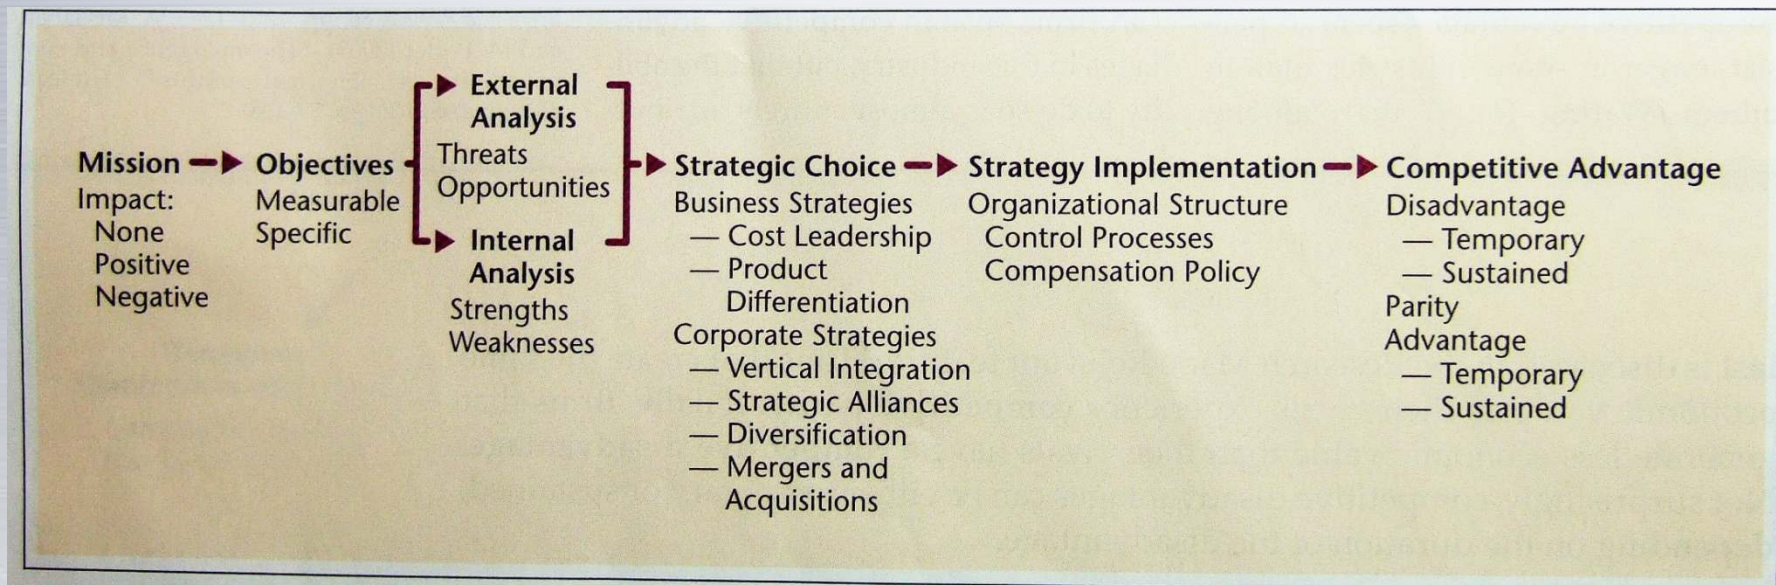 Mission
Impact:
None
Positive
Negative
Objectives
Measurable
Specific
External
Analysis
Threats
Opportunities
Internal
Analysis
Strengths
Weaknesses
Strategic Choice
Business Strategies
— Cost Leadership
— Product
Differentiation
Corporate Strategies
— Vertical Integration
— Strategic Alliances
— Diversification
— Mergers and
Acquisitions
Strategy Implementation
Organizational Structure
Control Processes
Compensation Policy
Competitive Advantage
Disadvantage
— Temporary
— Sustained
Parity
Advantage
— Temporary
— Sustained